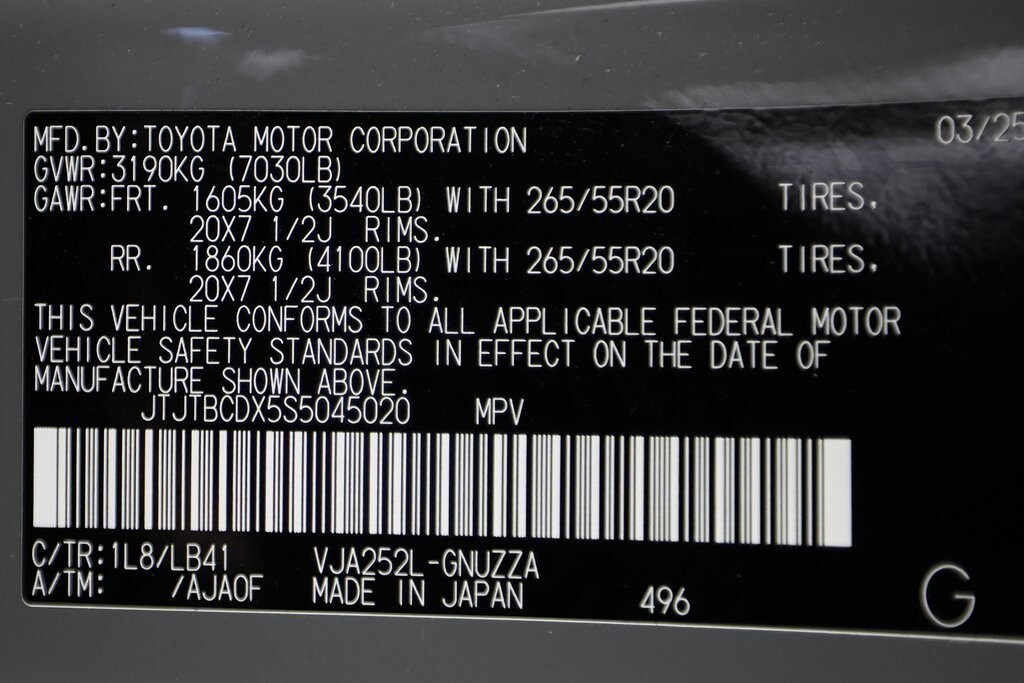 MFD.BY:TOYOTA MOTOR CORPORATION 03/25
GVWR:3190KG (7030LB)
GAWR:FRT. 1605KG (3540LB) WITH 265/55R20 TIRES.
20X7 1/2J RIMS.
RR. 1860KG (4100LB) WITH 265/55R20 TIRES.
20X7 1/2J RIMS.
THIS VEHICLE CONFORMS TO ALL APPLICABLE FEDERAL MOTOR
VEHICLE SAFETY STANDARDS IN EFFECT ON THE DATE OF
MANUFACTURE SHOWN ABOVE.
JTJTBCDX5S5045020 MPV
C/TR:1L8/LB41 VJA252L-GNUZZA
A/TM: /AJA0F MADE IN JAPAN 496 G